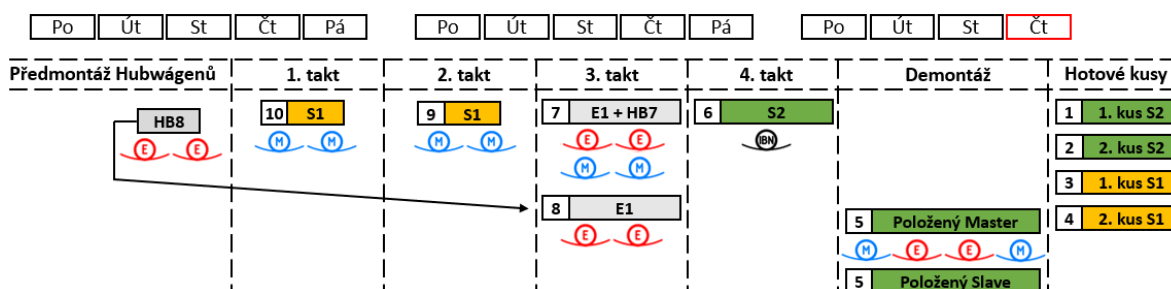 Po Út St Čt Pá Po Út St Čt Pá Po Út St Čt
Předmontáž Hubwágenů 1. takt 2. takt 3. takt 4. takt Demontáž Hotové kusy
HB8 10 S1 9 S1 7 E1 + HB7 6 S2 1 1. kus S2
E E M M M M E E IBN 2 2. kus S2
M M 3 1. kus S1
8 E1 5 Položený Master 4 2. kus S1
E E M E E M
5 Položený Slave